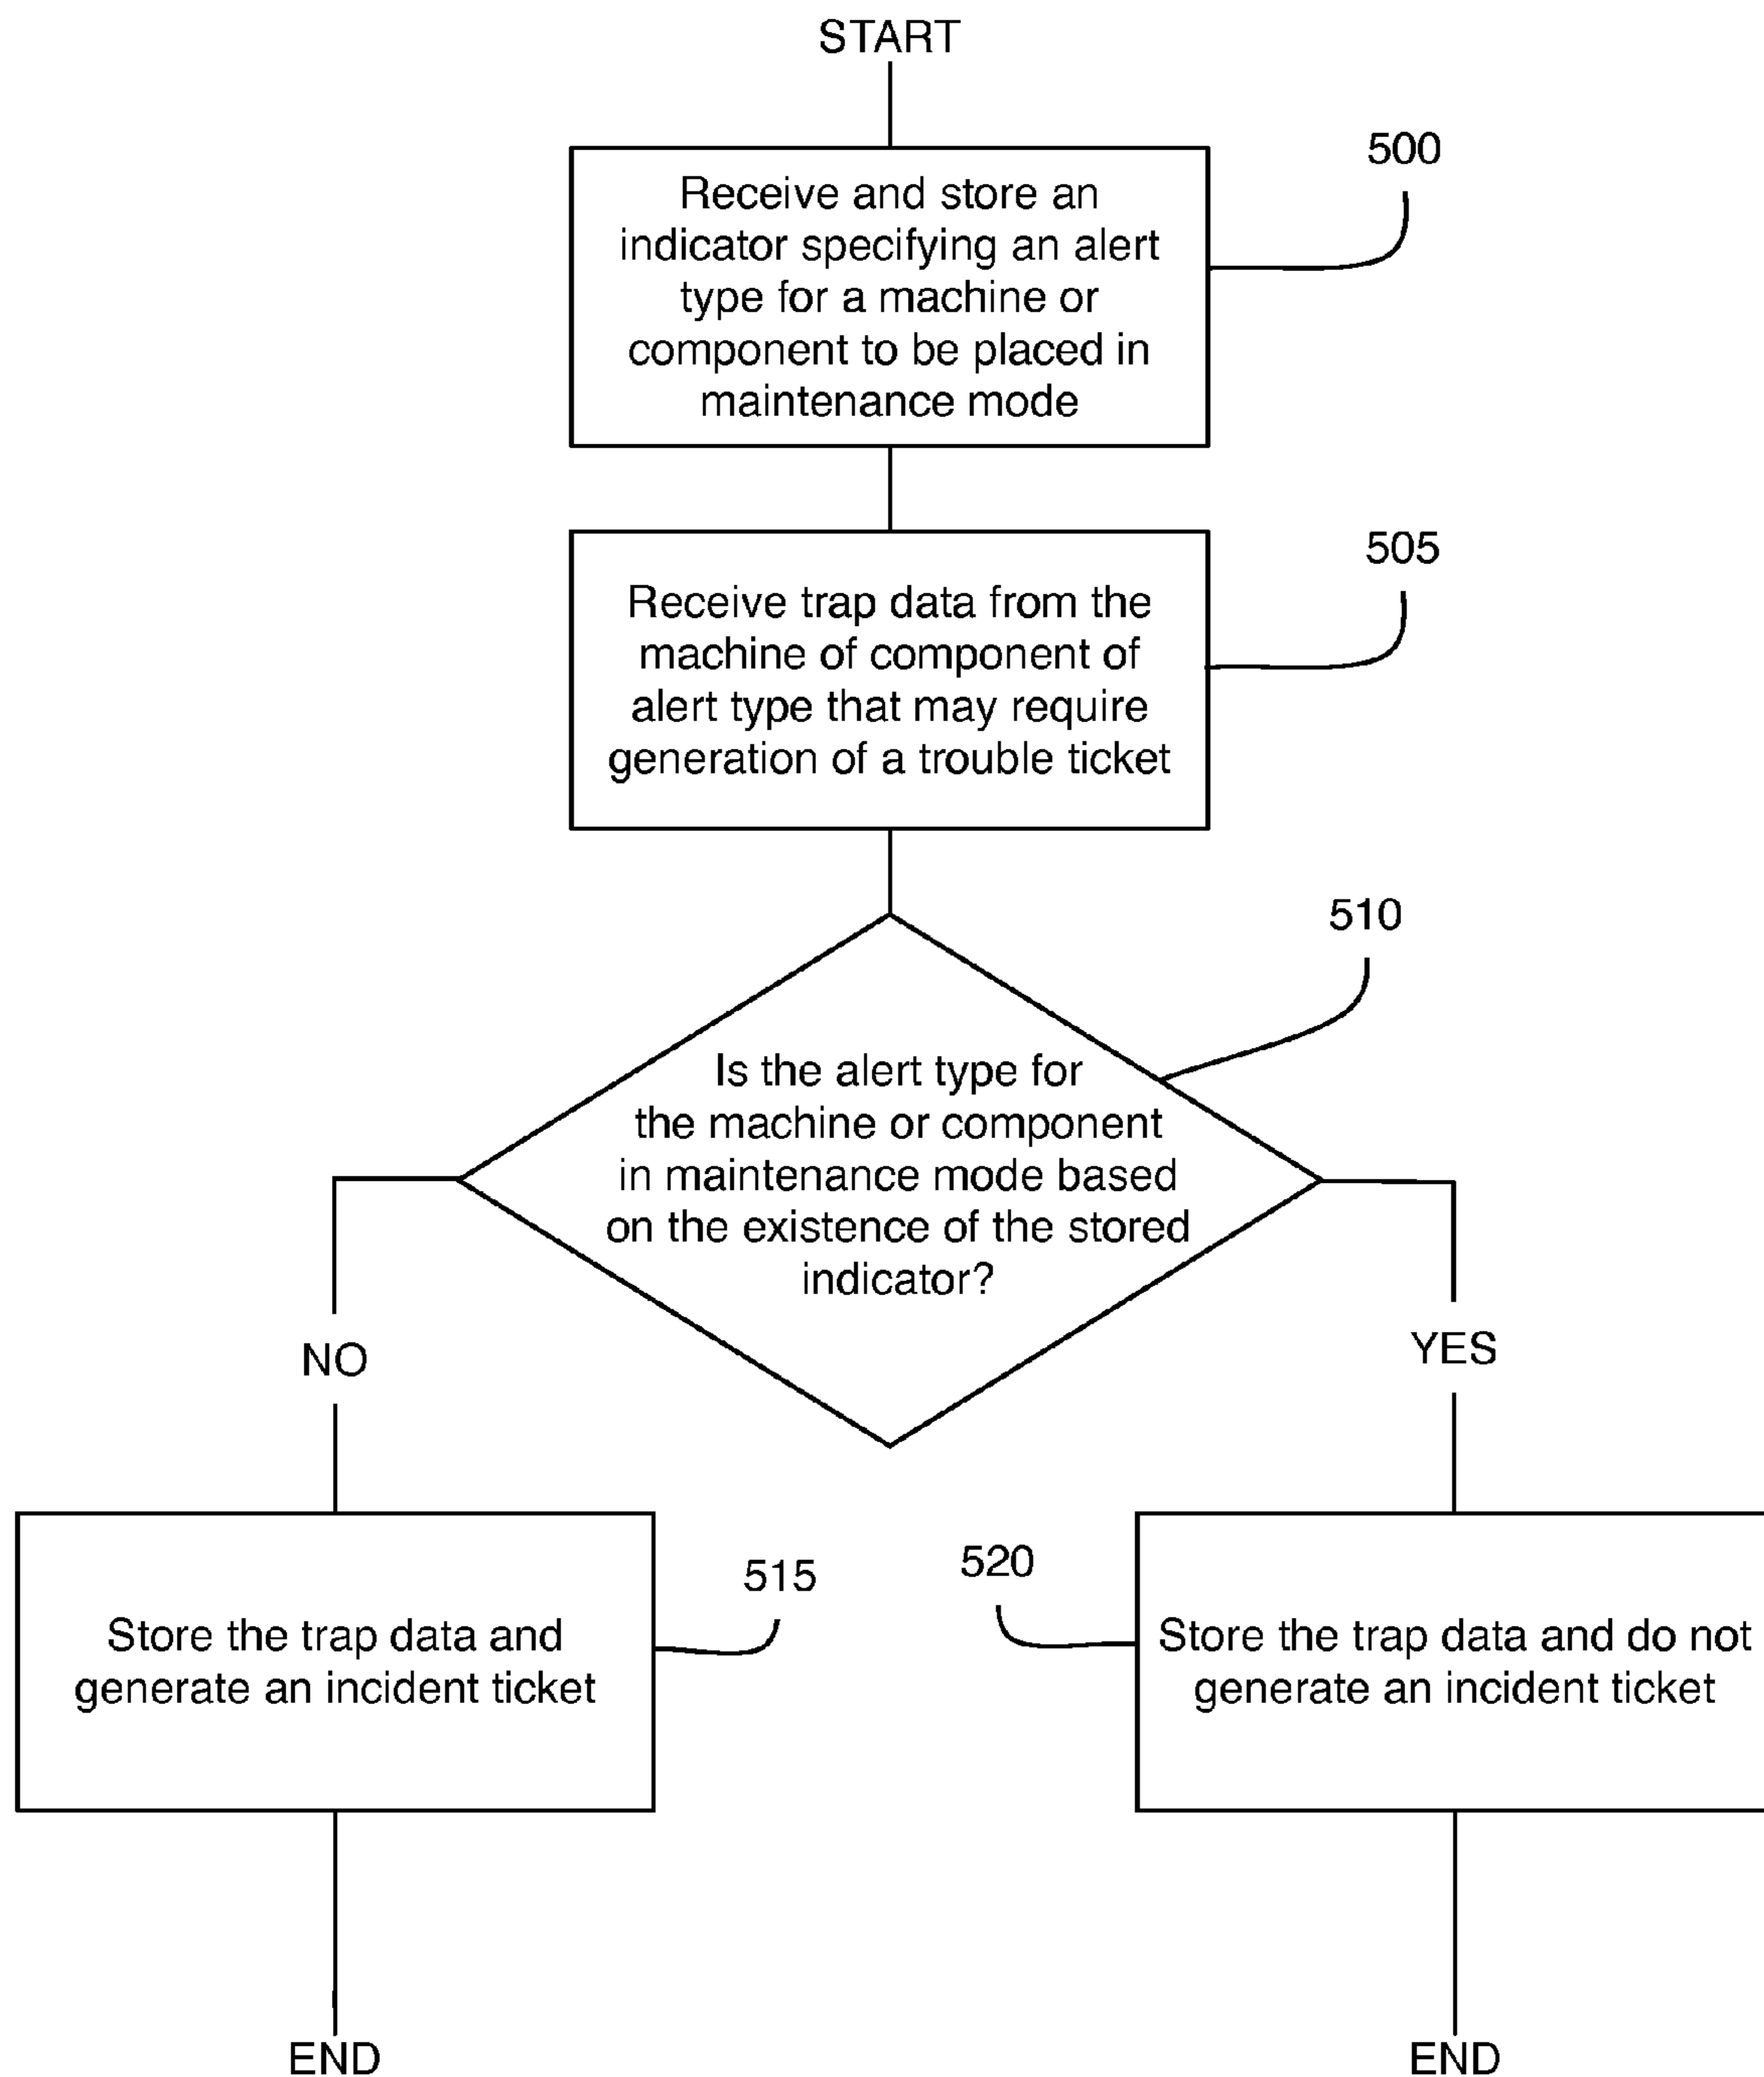 START
500
Receive and store an
indicator specifying an alert
type for a machine or
component to be placed in
maintenance mode
505
Receive trap data from the
machine of component of
alert type that may require
generation of a trouble ticket
510
Is the alert type for
the machine or component
in maintenance mode based
on the existence of the stored
indicator?
NO
YES
515
520
Store the trap data and
generate an incident ticket
Store the trap data and do not
generate an incident ticket
END
END